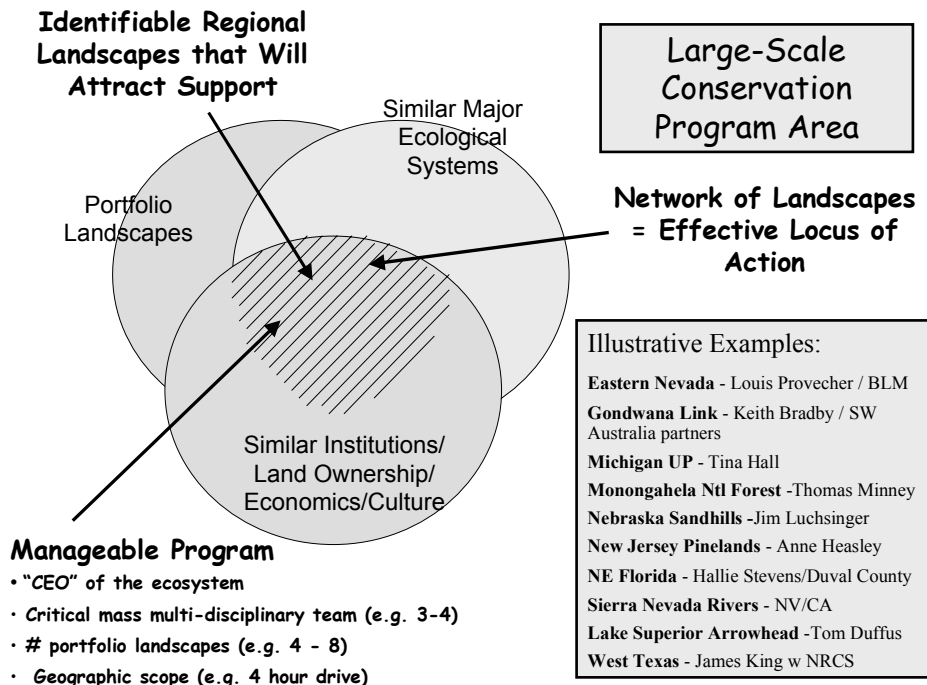 Identifiable Regional
Landscapes that Will
Attract Support
Large-Scale
Conservation
Program Area
Similar Major
Ecological
Systems
Portfolio
Landscapes
Network of Landscapes
= Effective Locus of
Action
Similar Institutions/
Land Ownership/
Economics/Culture
Illustrative Examples:
Eastern Nevada - Louis Provecher / BLM
Gondwana Link - Keith Bradby / SW
Australia partners
Michigan UP - Tina Hall
Monongahela Ntl Forest -Thomas Minney
Nebraska Sandhills -Jim Luchsinger
New Jersey Pinelands - Anne Heasley
NE Florida - Hallie Stevens/Duval County
Sierra Nevada Rivers - NV/CA
Lake Superior Arrowhead -Tom Duffus
West Texas - James King w NRCS
Manageable Program
• “CEO” of the ecosystem
• Critical mass multi-disciplinary team (e.g. 3-4)
• # portfolio landscapes (e.g. 4 - 8)
• Geographic scope (e.g. 4 hour drive)